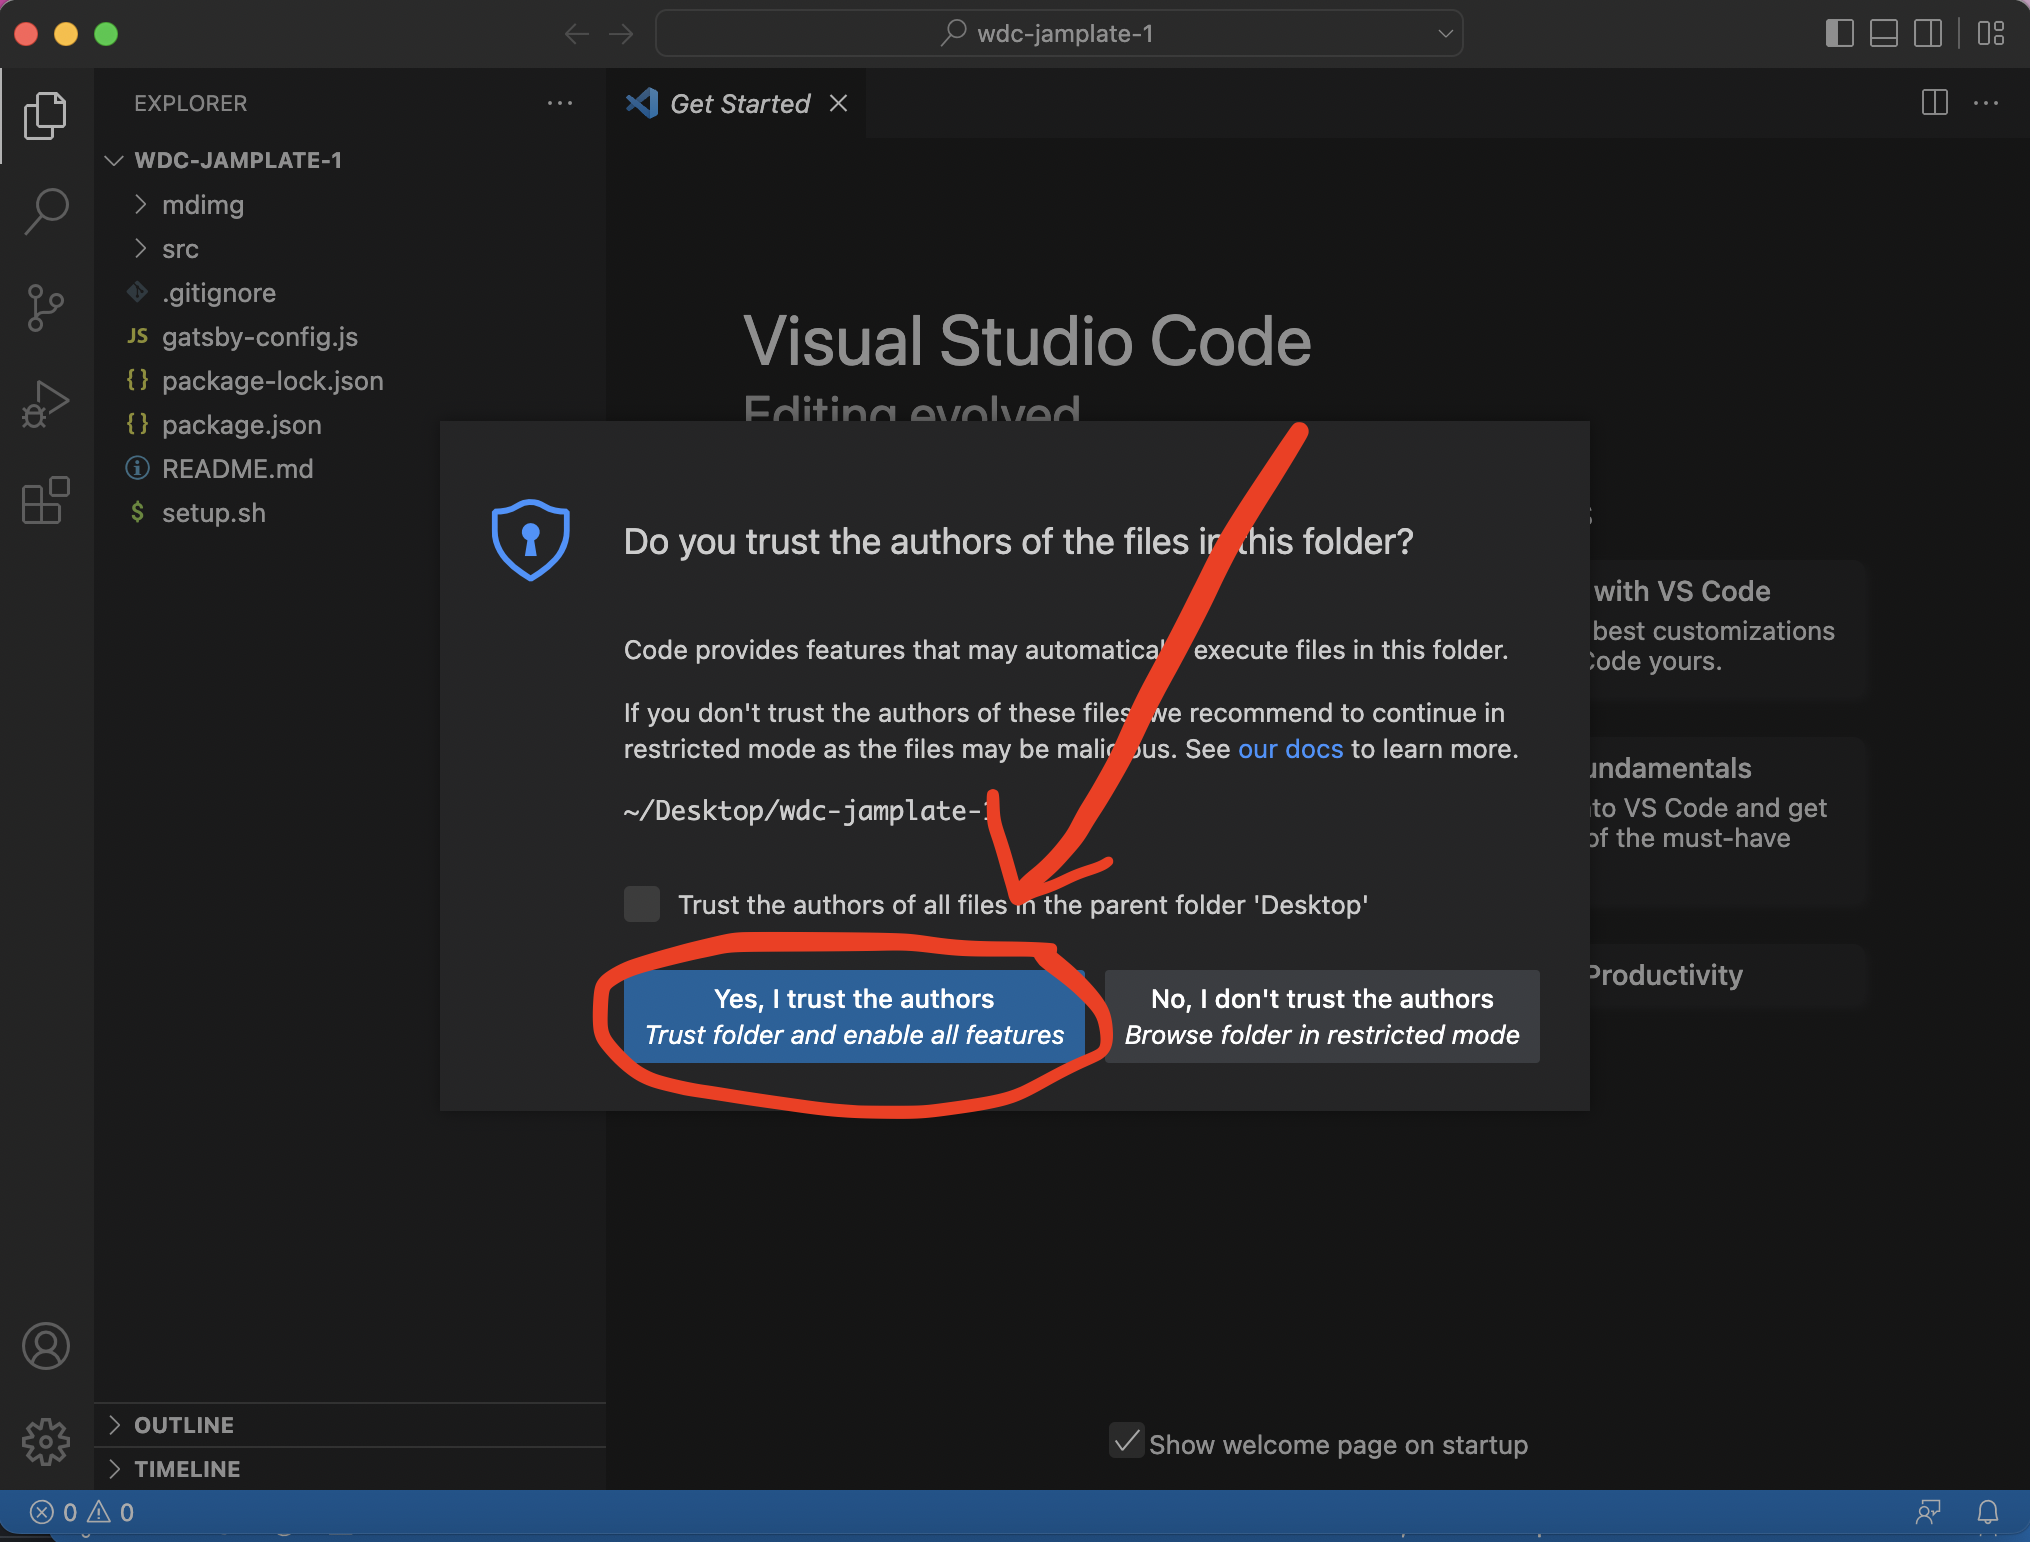 wdc-jamplate-1
EXPLORER
Get Started
WDC-JAMPLATE-1
mdimg
src
.gitignore
JS gatsby-config.js
{} package-lock.json
{} package.json
README.md
$ setup.sh
Visual Studio Code
Editing evolved
Do you trust the authors of the files in this folder?
Code provides features that may automatically execute files in this folder.
If you don't trust the authors of these files, we recommend to continue in
restricted mode as the files may be malicious. See our docs to learn more.
~/Desktop/wdc-jamplate-1
Trust the authors of all files in the parent folder 'Desktop'
Yes, I trust the authors
Trust folder and enable all features
No, I don't trust the authors
Browse folder in restricted mode
with VS Code
best customizations
Code yours.
undamentals
to VS Code and get
of the must-have
Productivity
Show welcome page on startup
OUTLINE
TIMELINE
0 0